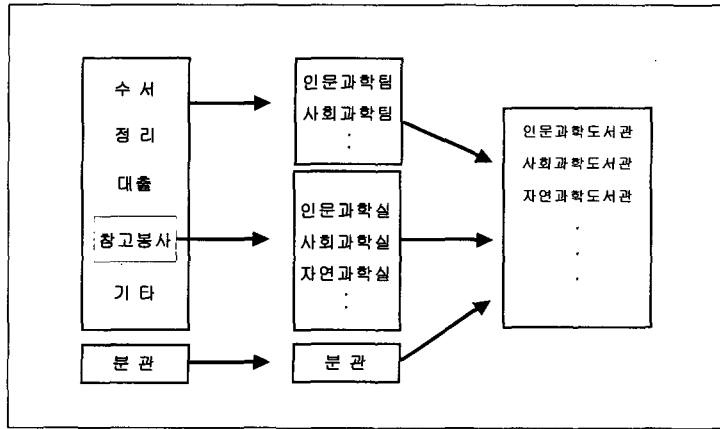 수 서
정 리
대출
참고봉사
기 타
분 관
인문과학팀
사회과학팀
:
인문과학실
사회과학실
자연과학실
:
분 관
인문과학도서관
사회과학도서관
자연과학도서관
.
.
.